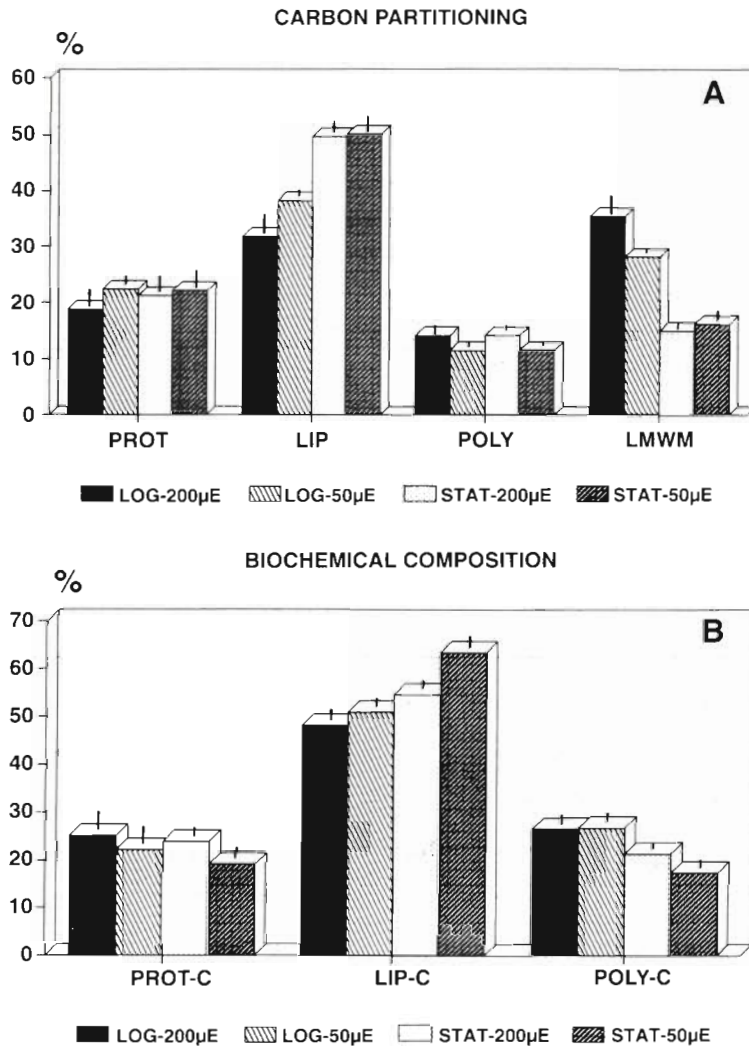 CARBON PARTITIONING
%
A
60
50
40
30
20
10
0
PROT LIP POLY LMWM
LOG-200µE LOG-50µE STAT-200µE STAT-50µE
BIOCHEMICAL COMPOSITION
%
B
70
60
50
40
30
20
10
0
PROT-C LIP-C POLY-C
LOG-200µE LOG-50µE STAT-200µE STAT-50µE